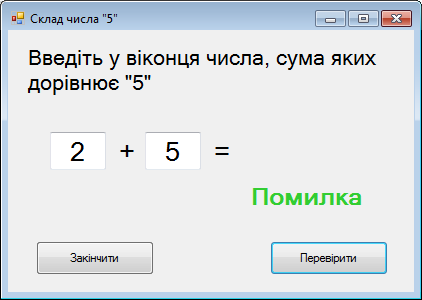 Склад числа "5"
Введіть у віконця числа, сума яких
дорівнює "5"
2 + 5 =
Помилка
Закінчити Перевірити